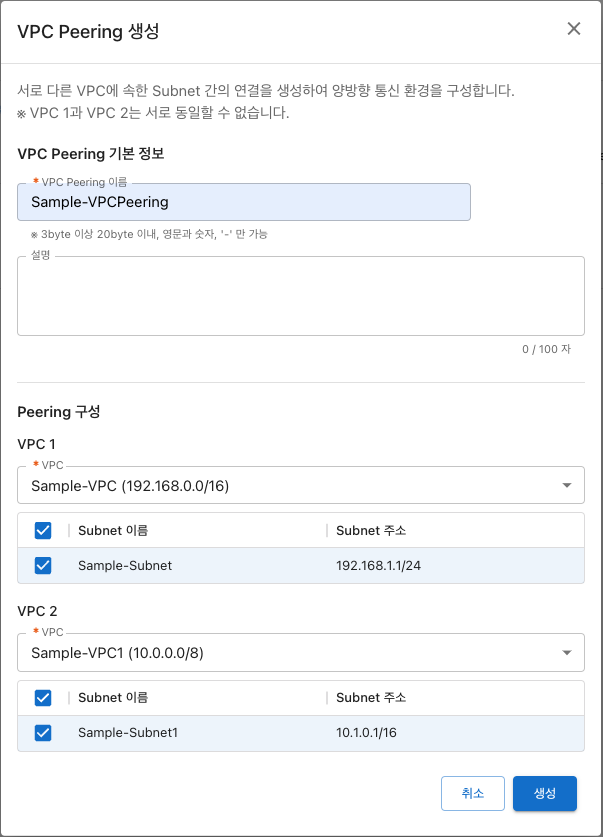 VPC Peering 생성
서로 다른 VPC에 속한 Subnet 간의 연결을 생성하여 양방향 통신 환경을 구성합니다.
※ VPC 1과 VPC 2는 서로 동일할 수 없습니다.
VPC Peering 기본 정보
* VPC Peering 이름
Sample-VPCPeering
※ 3byte 이상 20byte 이내, 영문과 숫자, '-' 만 가능
설명
0 / 100 자
Peering 구성
VPC 1
* VPC
Sample-VPC (192.168.0.0/16)
Subnet 이름 Subnet 주소
Sample-Subnet 192.168.1.1/24
VPC 2
* VPC
Sample-VPC1 (10.0.0.0/8)
Subnet 이름 Subnet 주소
Sample-Subnet1 10.1.0.1/16
취소 생성